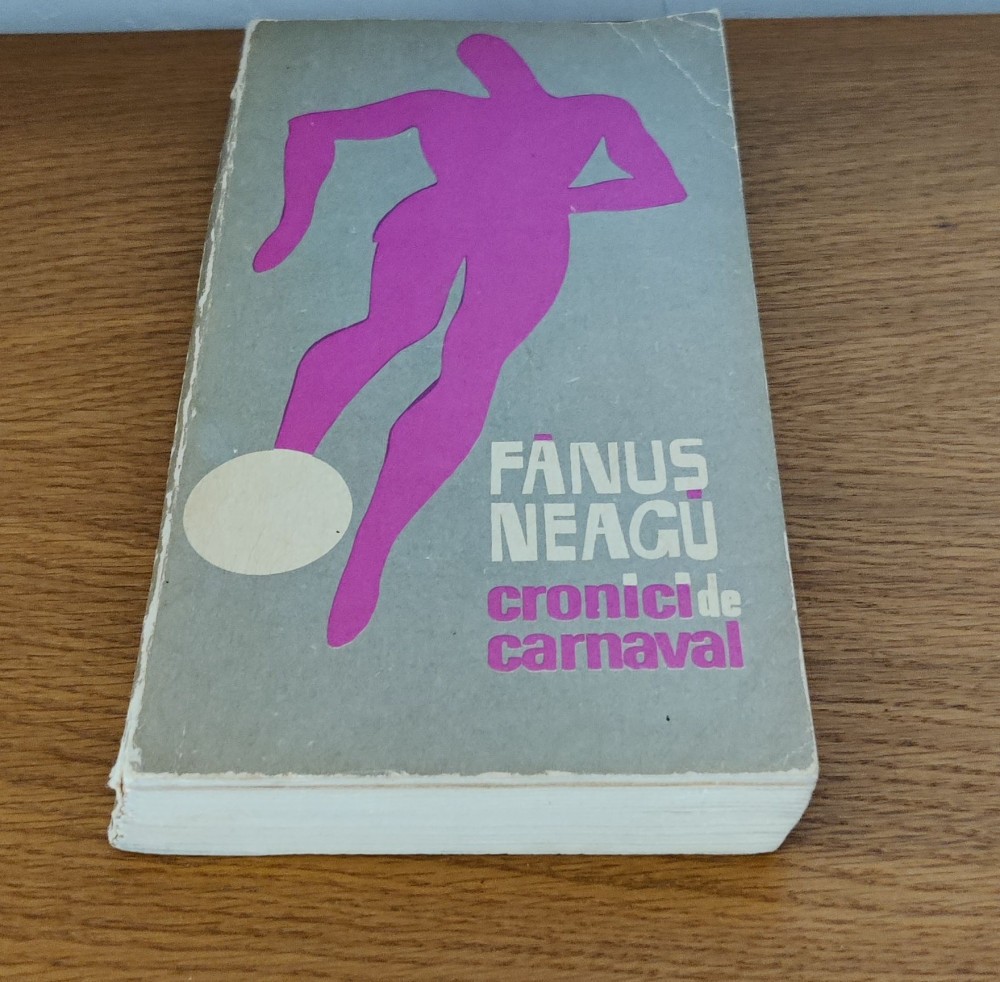 FĂNUȘ
NEAGU
cronici de
carnaval